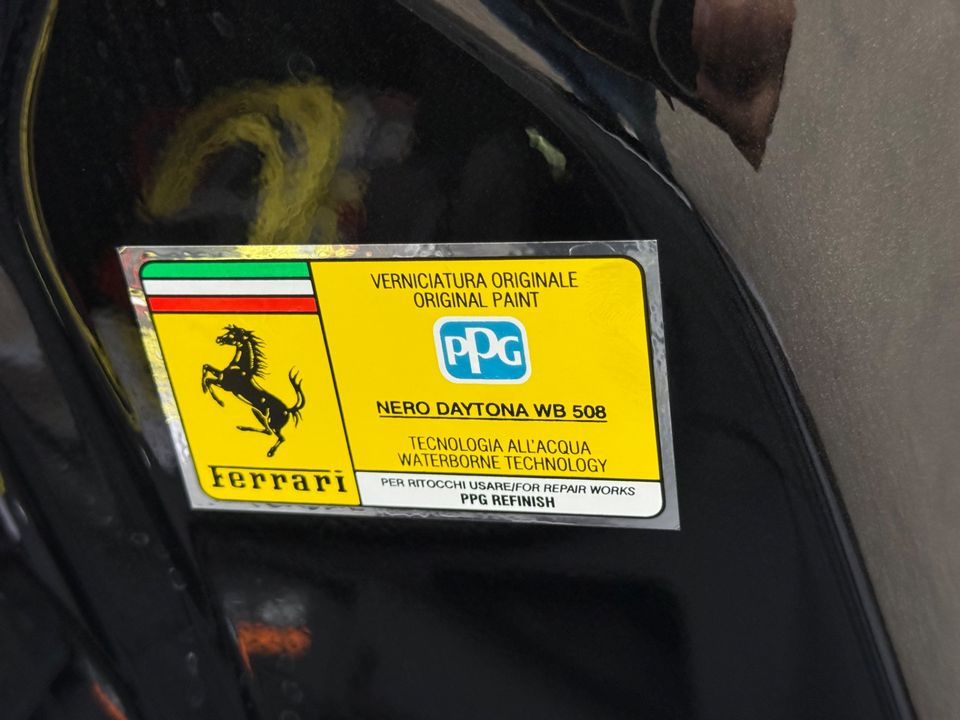 VERNICIATURA ORIGINALE
ORIGINAL PAINT
PPG
NERO DAYTONA WB 508
TECNOLOGIA ALL'ACQUA
WATERBORNE TECHNOLOGY
PER RITOCCHI USARE/FOR REPAIR WORKS
PPG REFINISH
Ferrari